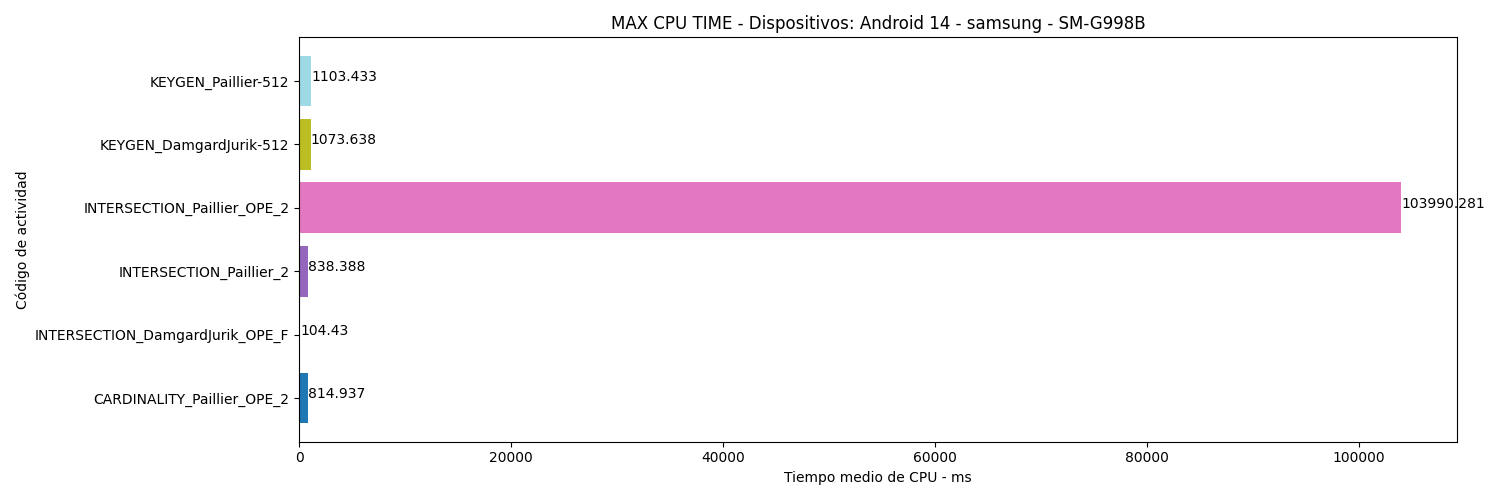 MAX CPU TIME - Dispositivos: Android 14 - samsung - SM-G998B
Código de actividad
KEYGEN_Paillier-512
1103.433
KEYGEN_DamgardJurik-512
1073.638
INTERSECTION_Paillier_OPE_2
103990.281
INTERSECTION_Paillier_2
838.388
INTERSECTION_DamgardJurik_OPE_F
104.43
CARDINALITY_Paillier_OPE_2
814.937
0 20000 40000 60000 80000 100000
Tiempo medio de CPU - ms